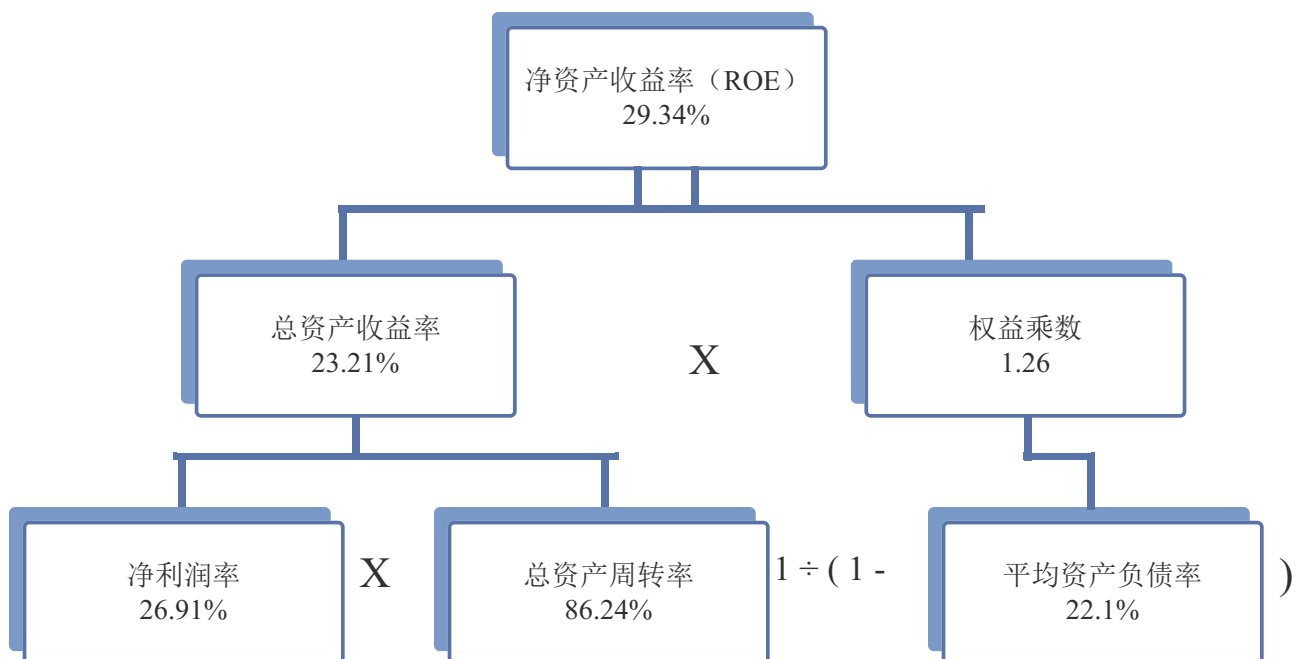 净资产收益率（ROE）
29.34%
总资产收益率
23.21%
X
权益乘数
1.26
净利润率
26.91%
X
总资产周转率
86.24%
1 ÷ ( 1 -
平均资产负债率
22.1%
)